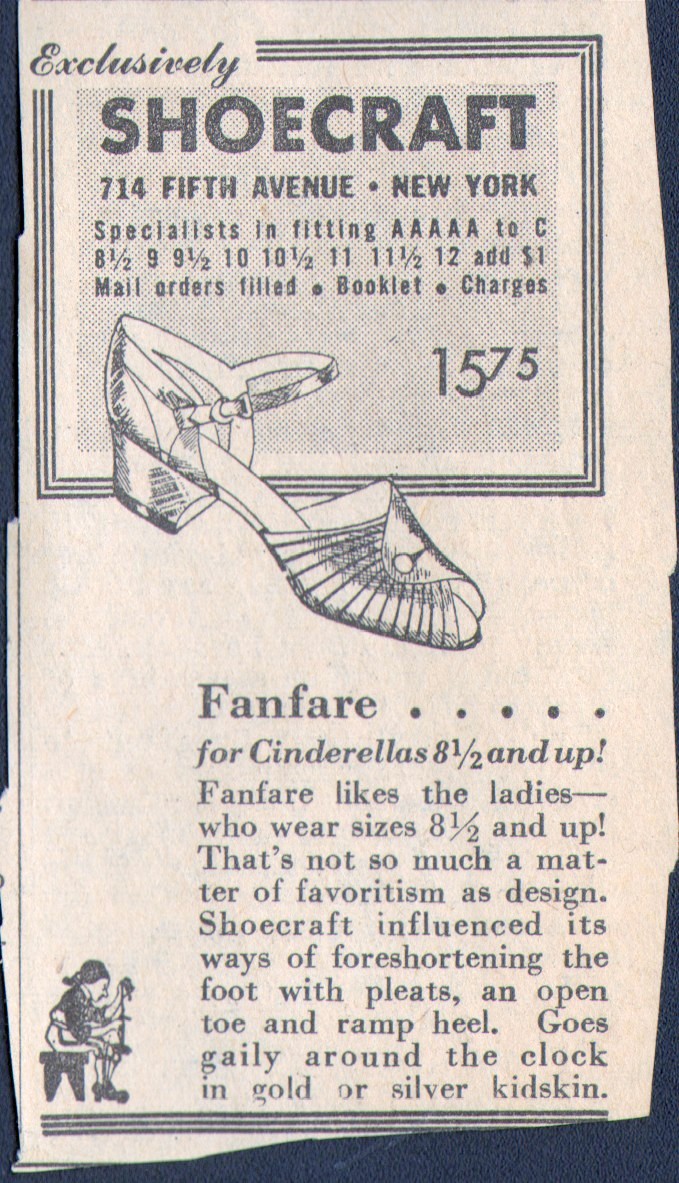 Exclusively
SHOECRAFT
714 FIFTH AVENUE • NEW YORK
Specialists in fitting AAAAA to C
8½ 9 9½ 10 10½ 11 11½ 12 add $1
Mail orders filled • Booklet • Charges
15.75
Fanfare . . . . .
for Cinderellas 8½ and up!
Fanfare likes the ladies—
who wear sizes 8½ and up!
That's not so much a mat-
ter of favoritism as design.
Shoecraft influenced its
ways of foreshortening the
foot with pleats, an open
toe and ramp heel. Goes
gaily around the clock
in gold or silver kidskin.